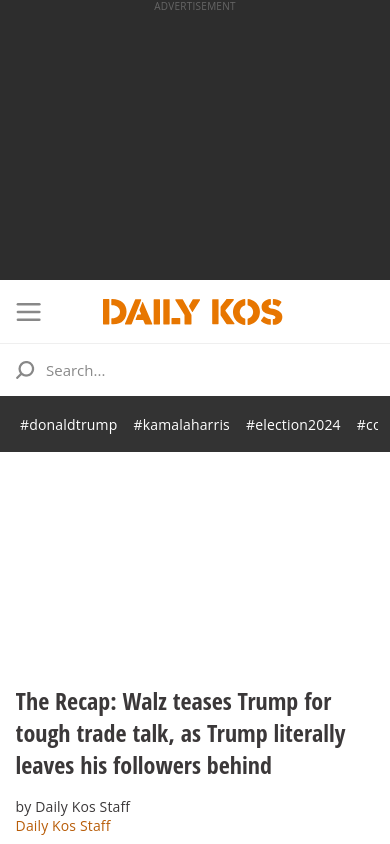 ADVERTISEMENT
DAILY KOS
Search...
#donaldtrump #kamalaharris #election2024
The Recap: Walz teases Trump for
tough trade talk, as Trump literally
leaves his followers behind
by Daily Kos Staff
Daily Kos Staff